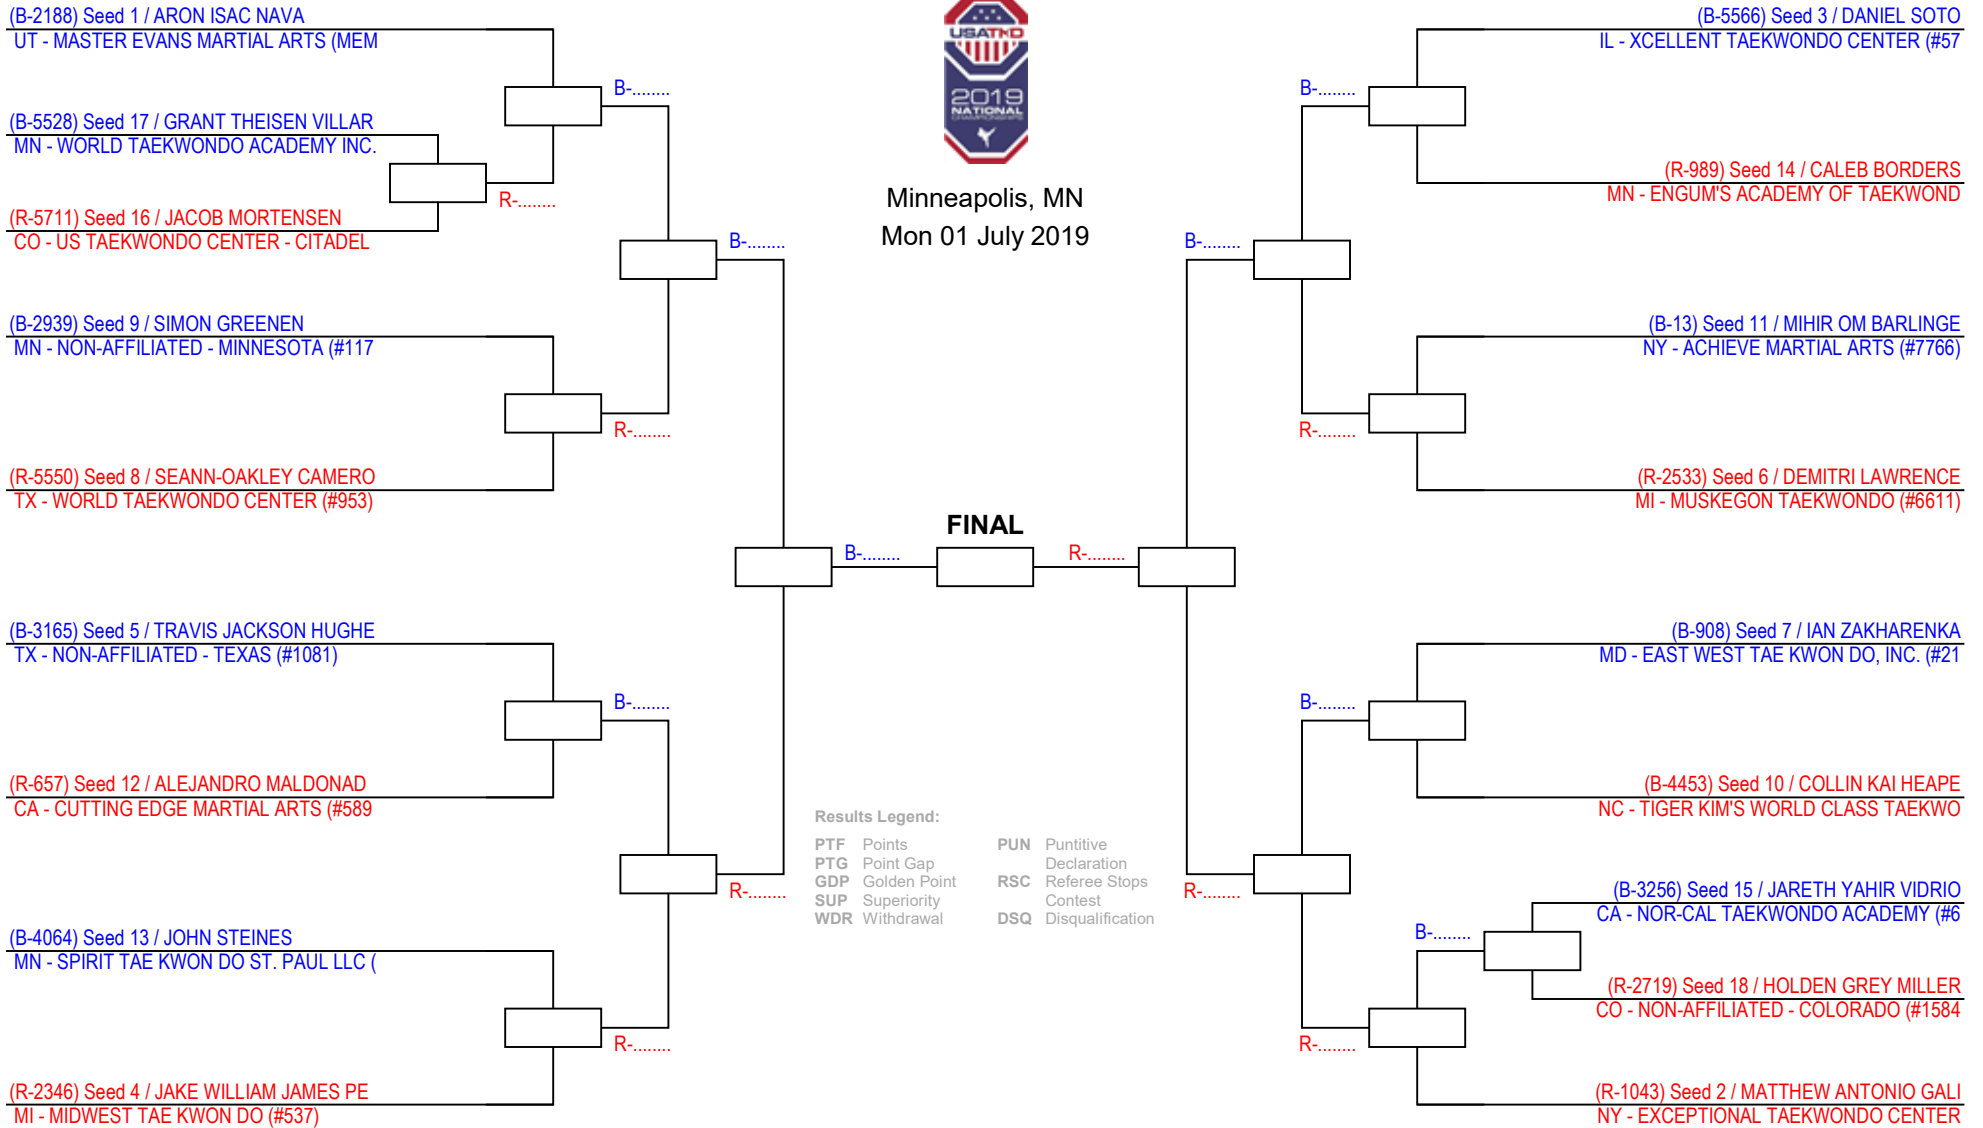 (B-2188) Seed 1 / ARON ISAC NAVA
UT - MASTER EVANS MARTIAL ARTS (MEM
B-........
(B-5528) Seed 17 / GRANT THEISEN VILLAR
MN - WORLD TAEKWONDO ACADEMY INC.
R-........
(R-5711) Seed 16 / JACOB MORTENSEN
CO - US TAEKWONDO CENTER - CITADEL
B-........
(B-2939) Seed 9 / SIMON GREENEN
MN - NON-AFFILIATED - MINNESOTA (#117
R-........
(R-5550) Seed 8 / SEANN-OAKLEY CAMERO
TX - WORLD TAEKWONDO CENTER (#953)
B-........
(B-3165) Seed 5 / TRAVIS JACKSON HUGHE
TX - NON-AFFILIATED - TEXAS (#1081)
B-........
(R-657) Seed 12 / ALEJANDRO MALDONAD
CA - CUTTING EDGE MARTIAL ARTS (#589
R-........
(B-4064) Seed 13 / JOHN STEINES
MN - SPIRIT TAE KWON DO ST. PAUL LLC (
R-........
(R-2346) Seed 4 / JAKE WILLIAM JAMES PE
MI - MIDWEST TAE KWON DO (#537)
USATKD
2019
NATIONAL
CHAMPIONSHIPS
Minneapolis, MN
Mon 01 July 2019
FINAL
Results Legend:
PTF Points
PTG Point Gap
GDP Golden Point
SUP Superiority
WDR Withdrawal
PUN Puntitive
Declaration
RSC Referee Stops
Contest
DSQ Disqualification
(B-5566) Seed 3 / DANIEL SOTO
IL - XCELLENT TAEKWONDO CENTER (#57
B-........
(R-989) Seed 14 / CALEB BORDERS
MN - ENGUM'S ACADEMY OF TAEKWOND
B-........
(B-13) Seed 11 / MIHIR OM BARLINGE
NY - ACHIEVE MARTIAL ARTS (#7766)
R-........
(R-2533) Seed 6 / DEMITRI LAWRENCE
MI - MUSKEGON TAEKWONDO (#6611)
R-........
(B-908) Seed 7 / IAN ZAKHARENKA
MD - EAST WEST TAE KWON DO, INC. (#21
B-........
(B-4453) Seed 10 / COLLIN KAI HEAPE
NC - TIGER KIM'S WORLD CLASS TAEKWO
R-........
(B-3256) Seed 15 / JARETH YAHIR VIDRIO
CA - NOR-CAL TAEKWONDO ACADEMY (#6
B-........
(R-2719) Seed 18 / HOLDEN GREY MILLER
CO - NON-AFFILIATED - COLORADO (#1584
R-........
(R-1043) Seed 2 / MATTHEW ANTONIO GALI
NY - EXCEPTIONAL TAEKWONDO CENTER